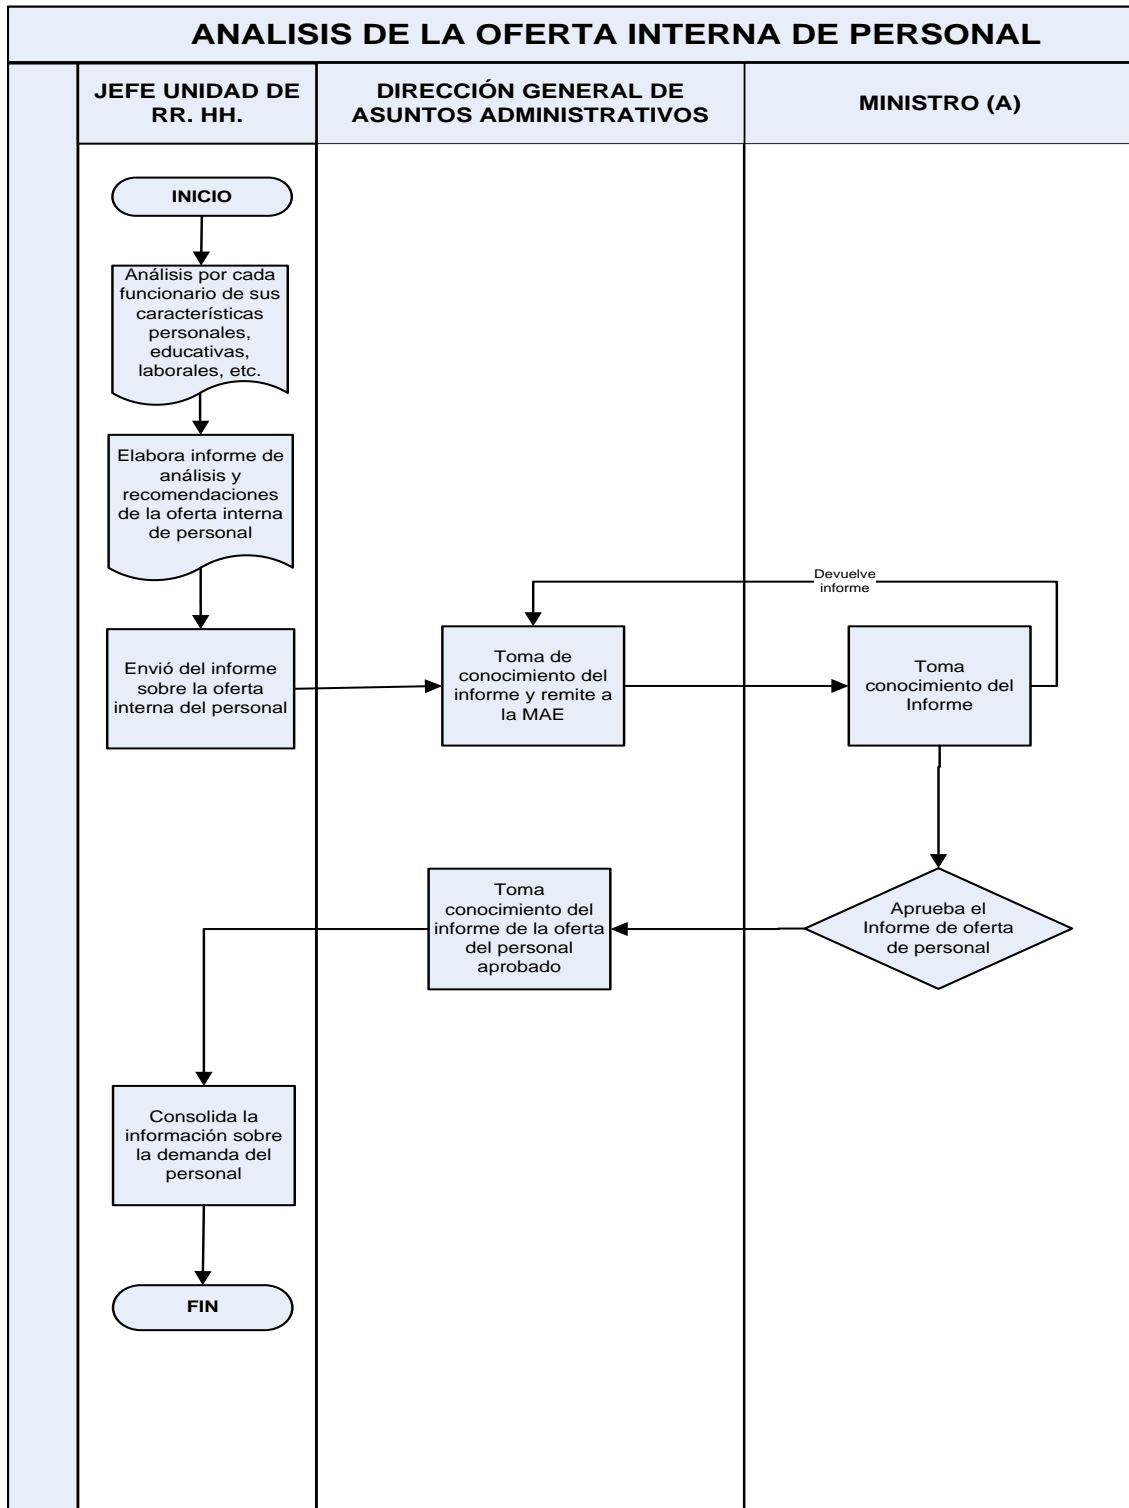 ANALISIS DE LA OFERTA INTERNA DE PERSONAL
JEFE UNIDAD DE
RR. HH.
DIRECCIÓN GENERAL DE
ASUNTOS ADMINISTRATIVOS
MINISTRO (A)
INICIO
Análisis por cada
funcionario de sus
características
personales,
educativas,
laborales, etc.
Elabora informe de
análisis y
recomendaciones
de la oferta interna
de personal
Devuelve
informe
Envió del informe
sobre la oferta
interna del personal
Toma de
conocimiento del
informe y remite a
la MAE
Toma
conocimiento del
Informe
Toma
conocimiento del
informe de la oferta
del personal
aprobado
Aprueba el
Informe de oferta
de personal
Consolida la
información sobre
la demanda del
personal
FIN